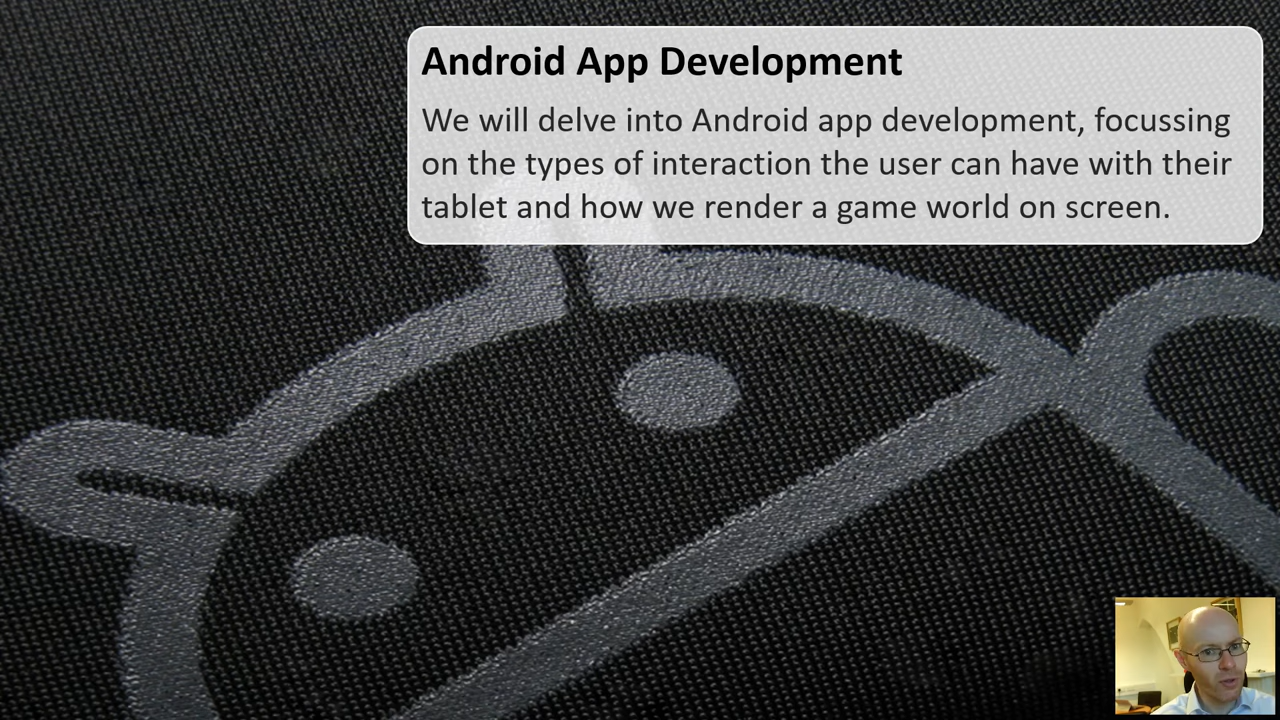 Android App Development
We will delve into Android app development, focussing
on the types of interaction the user can have with their
tablet and how we render a game world on screen.